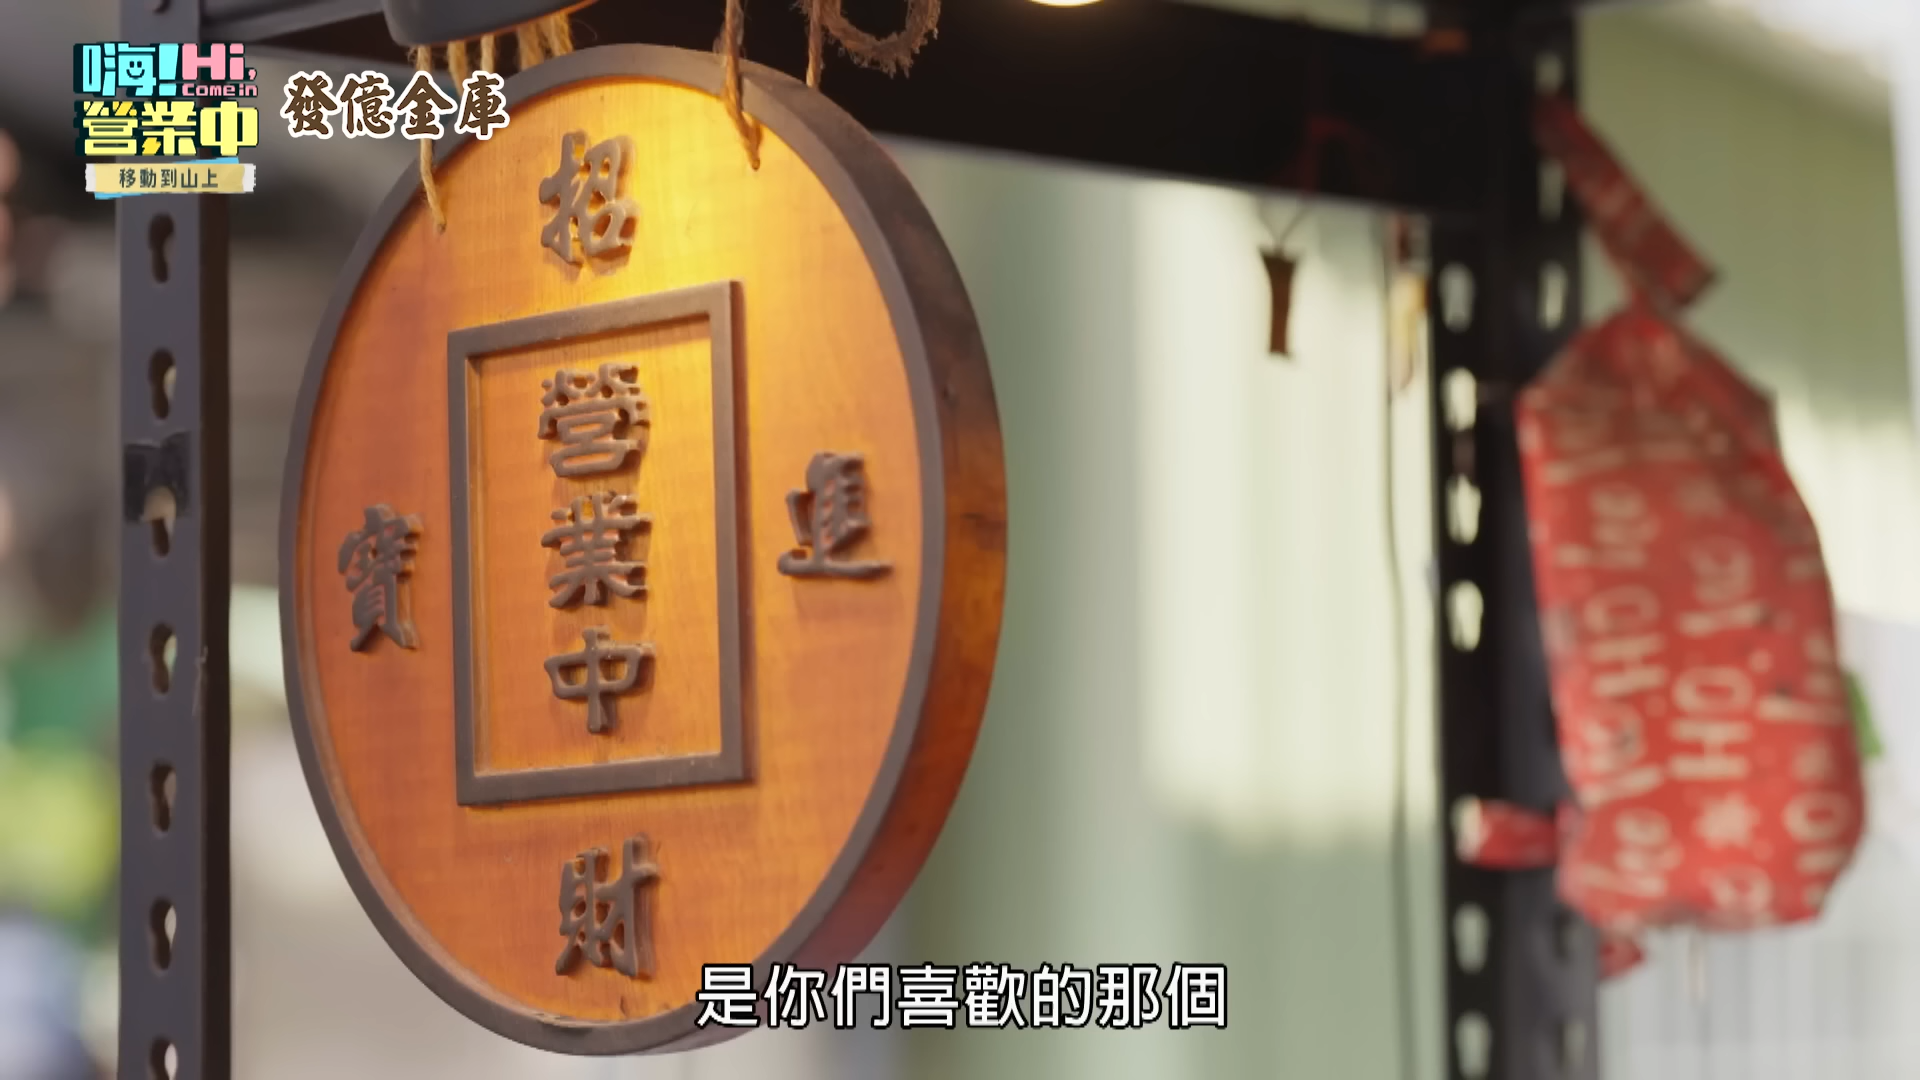 嗨!Hi,
Come in
營業中
移動到山上
發億金庫
招
營業中
寶
進
財
HO
是你們喜歡的那個